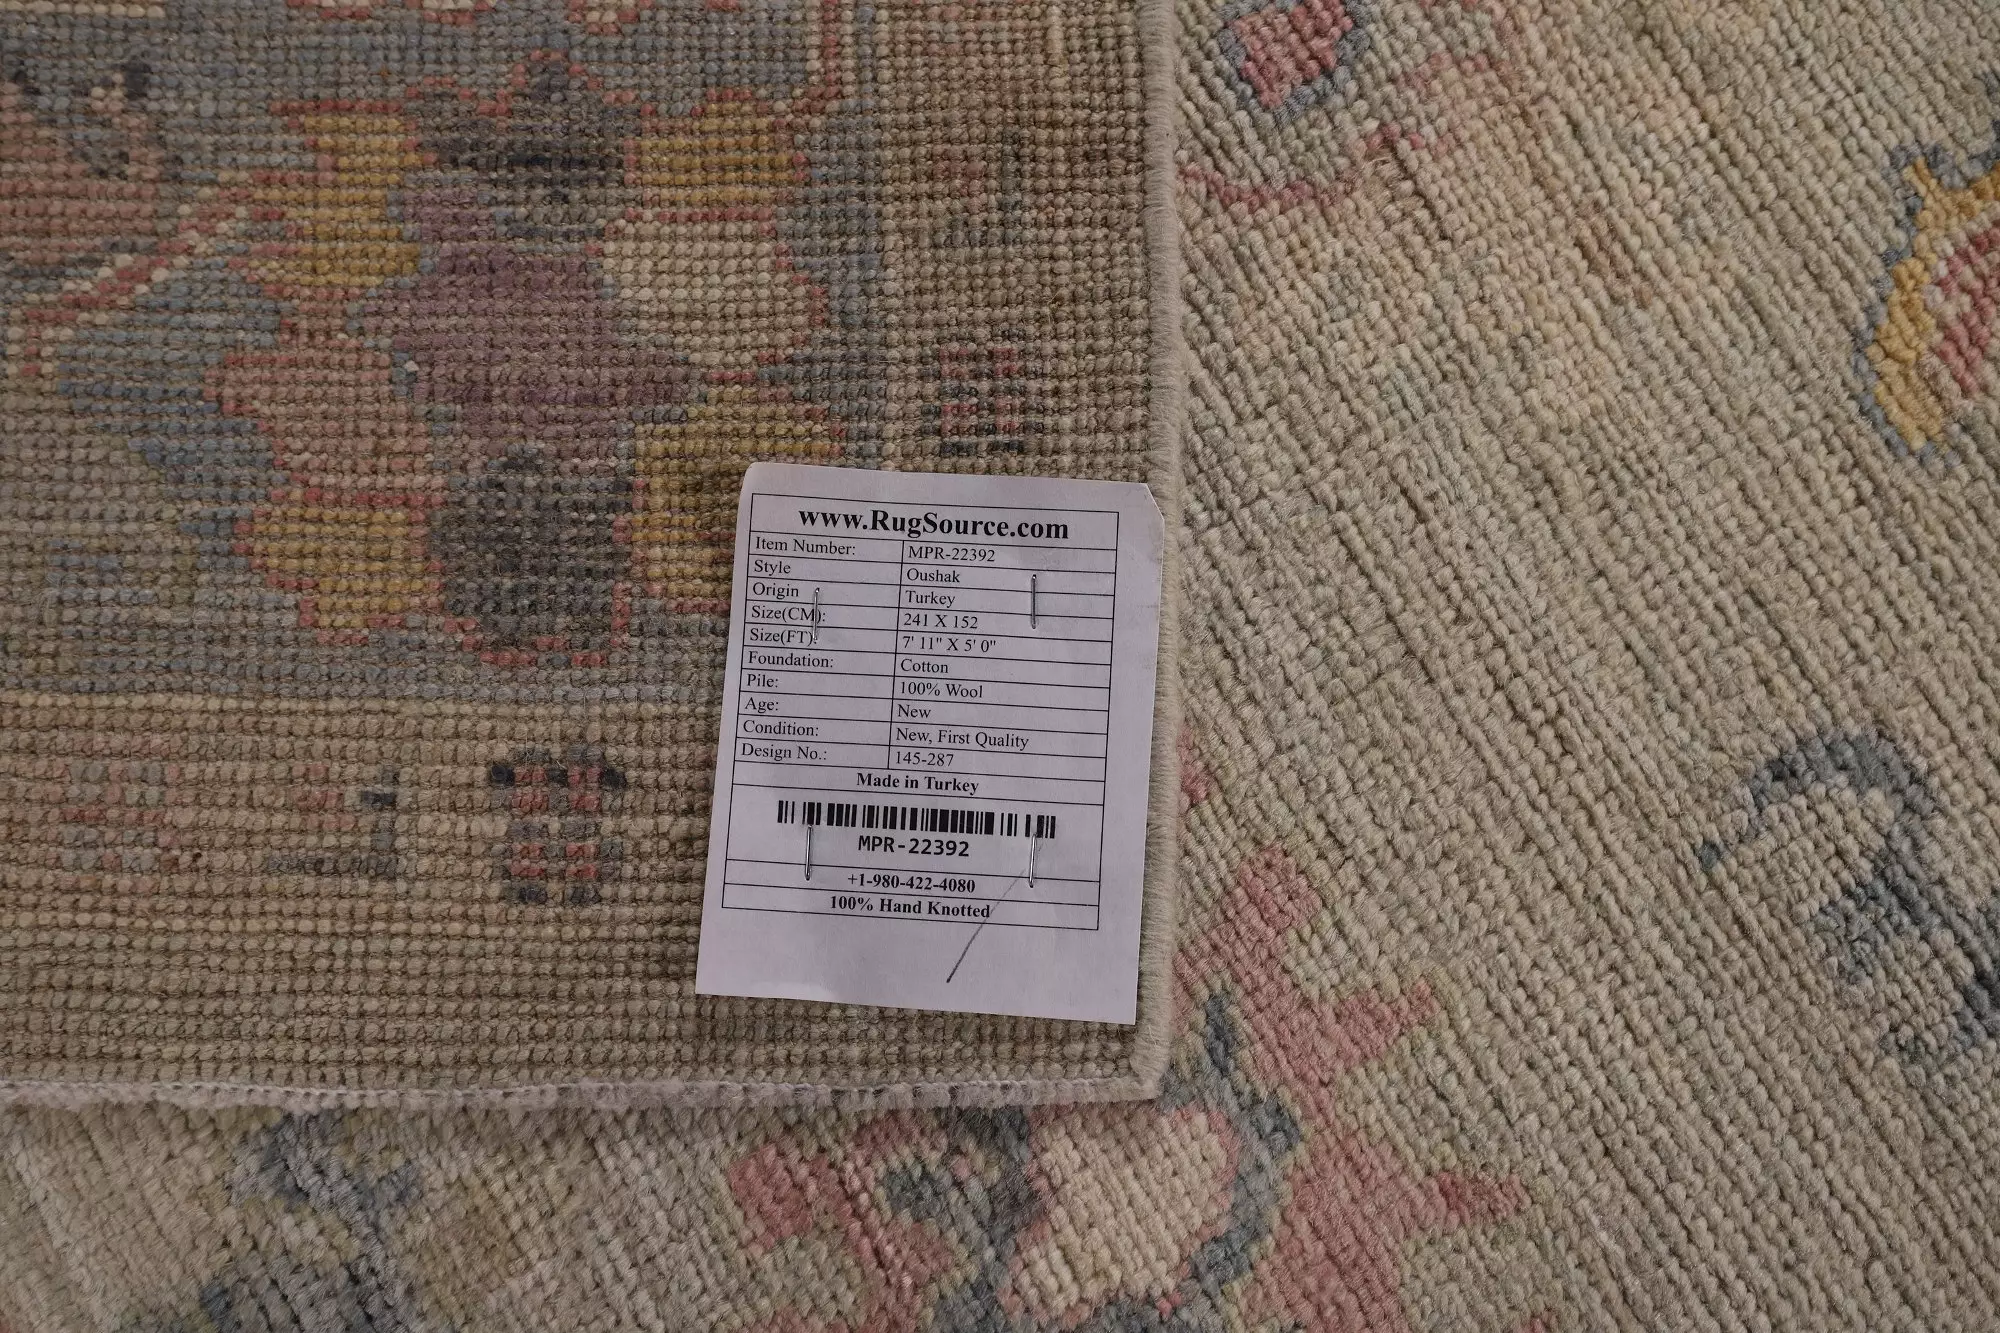 www.RugSource.com
Item Number: MPR-22392
Style Oushak
Origin Turkey
Size(CM): 241 X 152
Size(FT): 7' 11" X 5' 0"
Foundation: Cotton
Pile: 100% Wool
Age: New
Condition: New, First Quality
Design No.: 145-287
Made in Turkey
MPR-22392
+1-980-422-4080
100% Hand Knotted